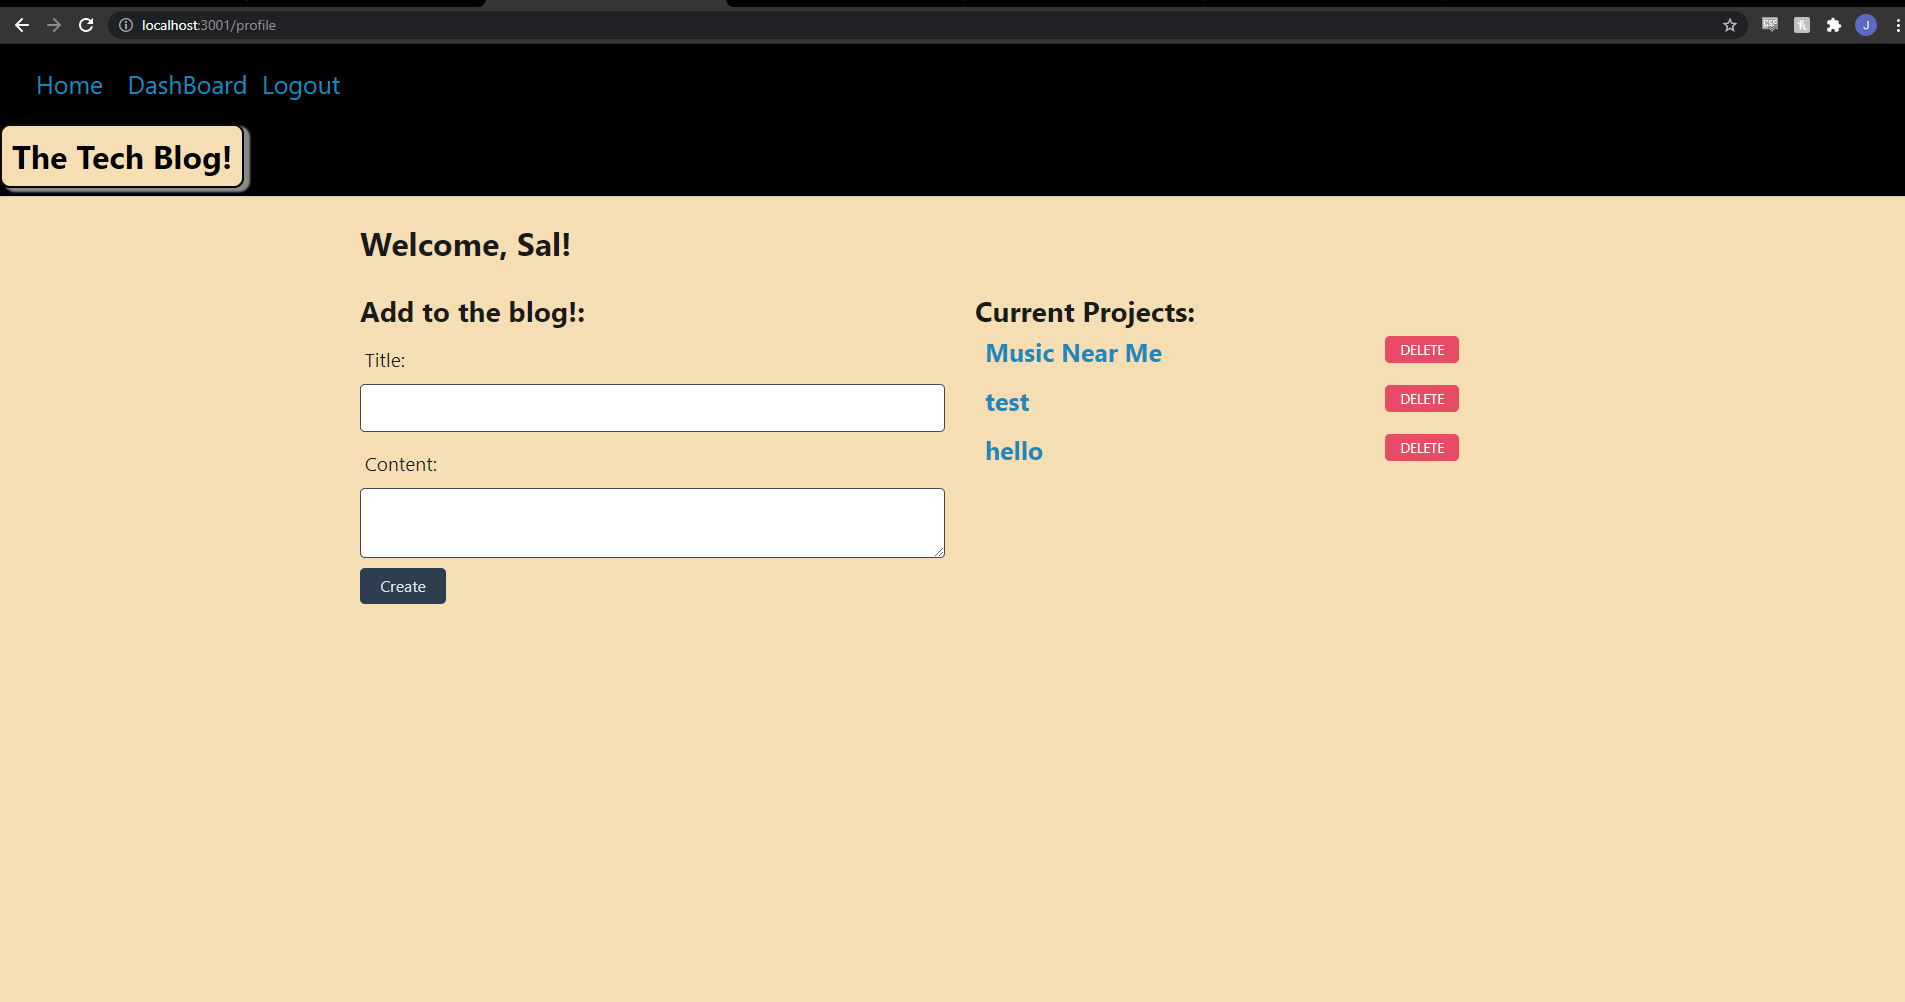 localhost:3001/profile
J
Home DashBoard Logout
The Tech Blog!
Welcome, Sal!
Add to the blog!:
Title:
Content:
Create
Current Projects:
Music Near Me DELETE
test DELETE
hello DELETE